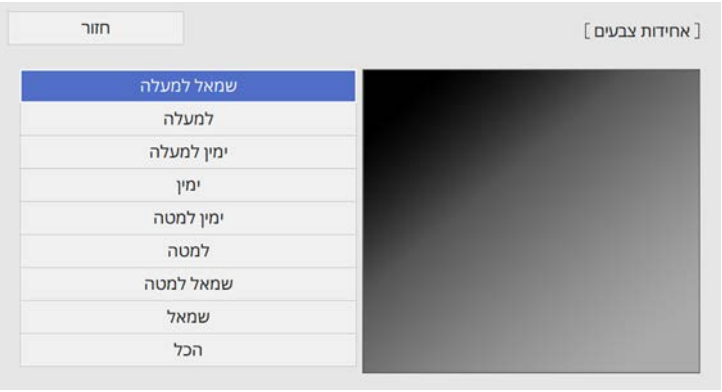 [ אחידות צבעים ]
חזור
שמאל למעלה
למעלה
ימין למעלה
ימין
ימין למטה
למטה
שמאל למטה
שמאל
הכל